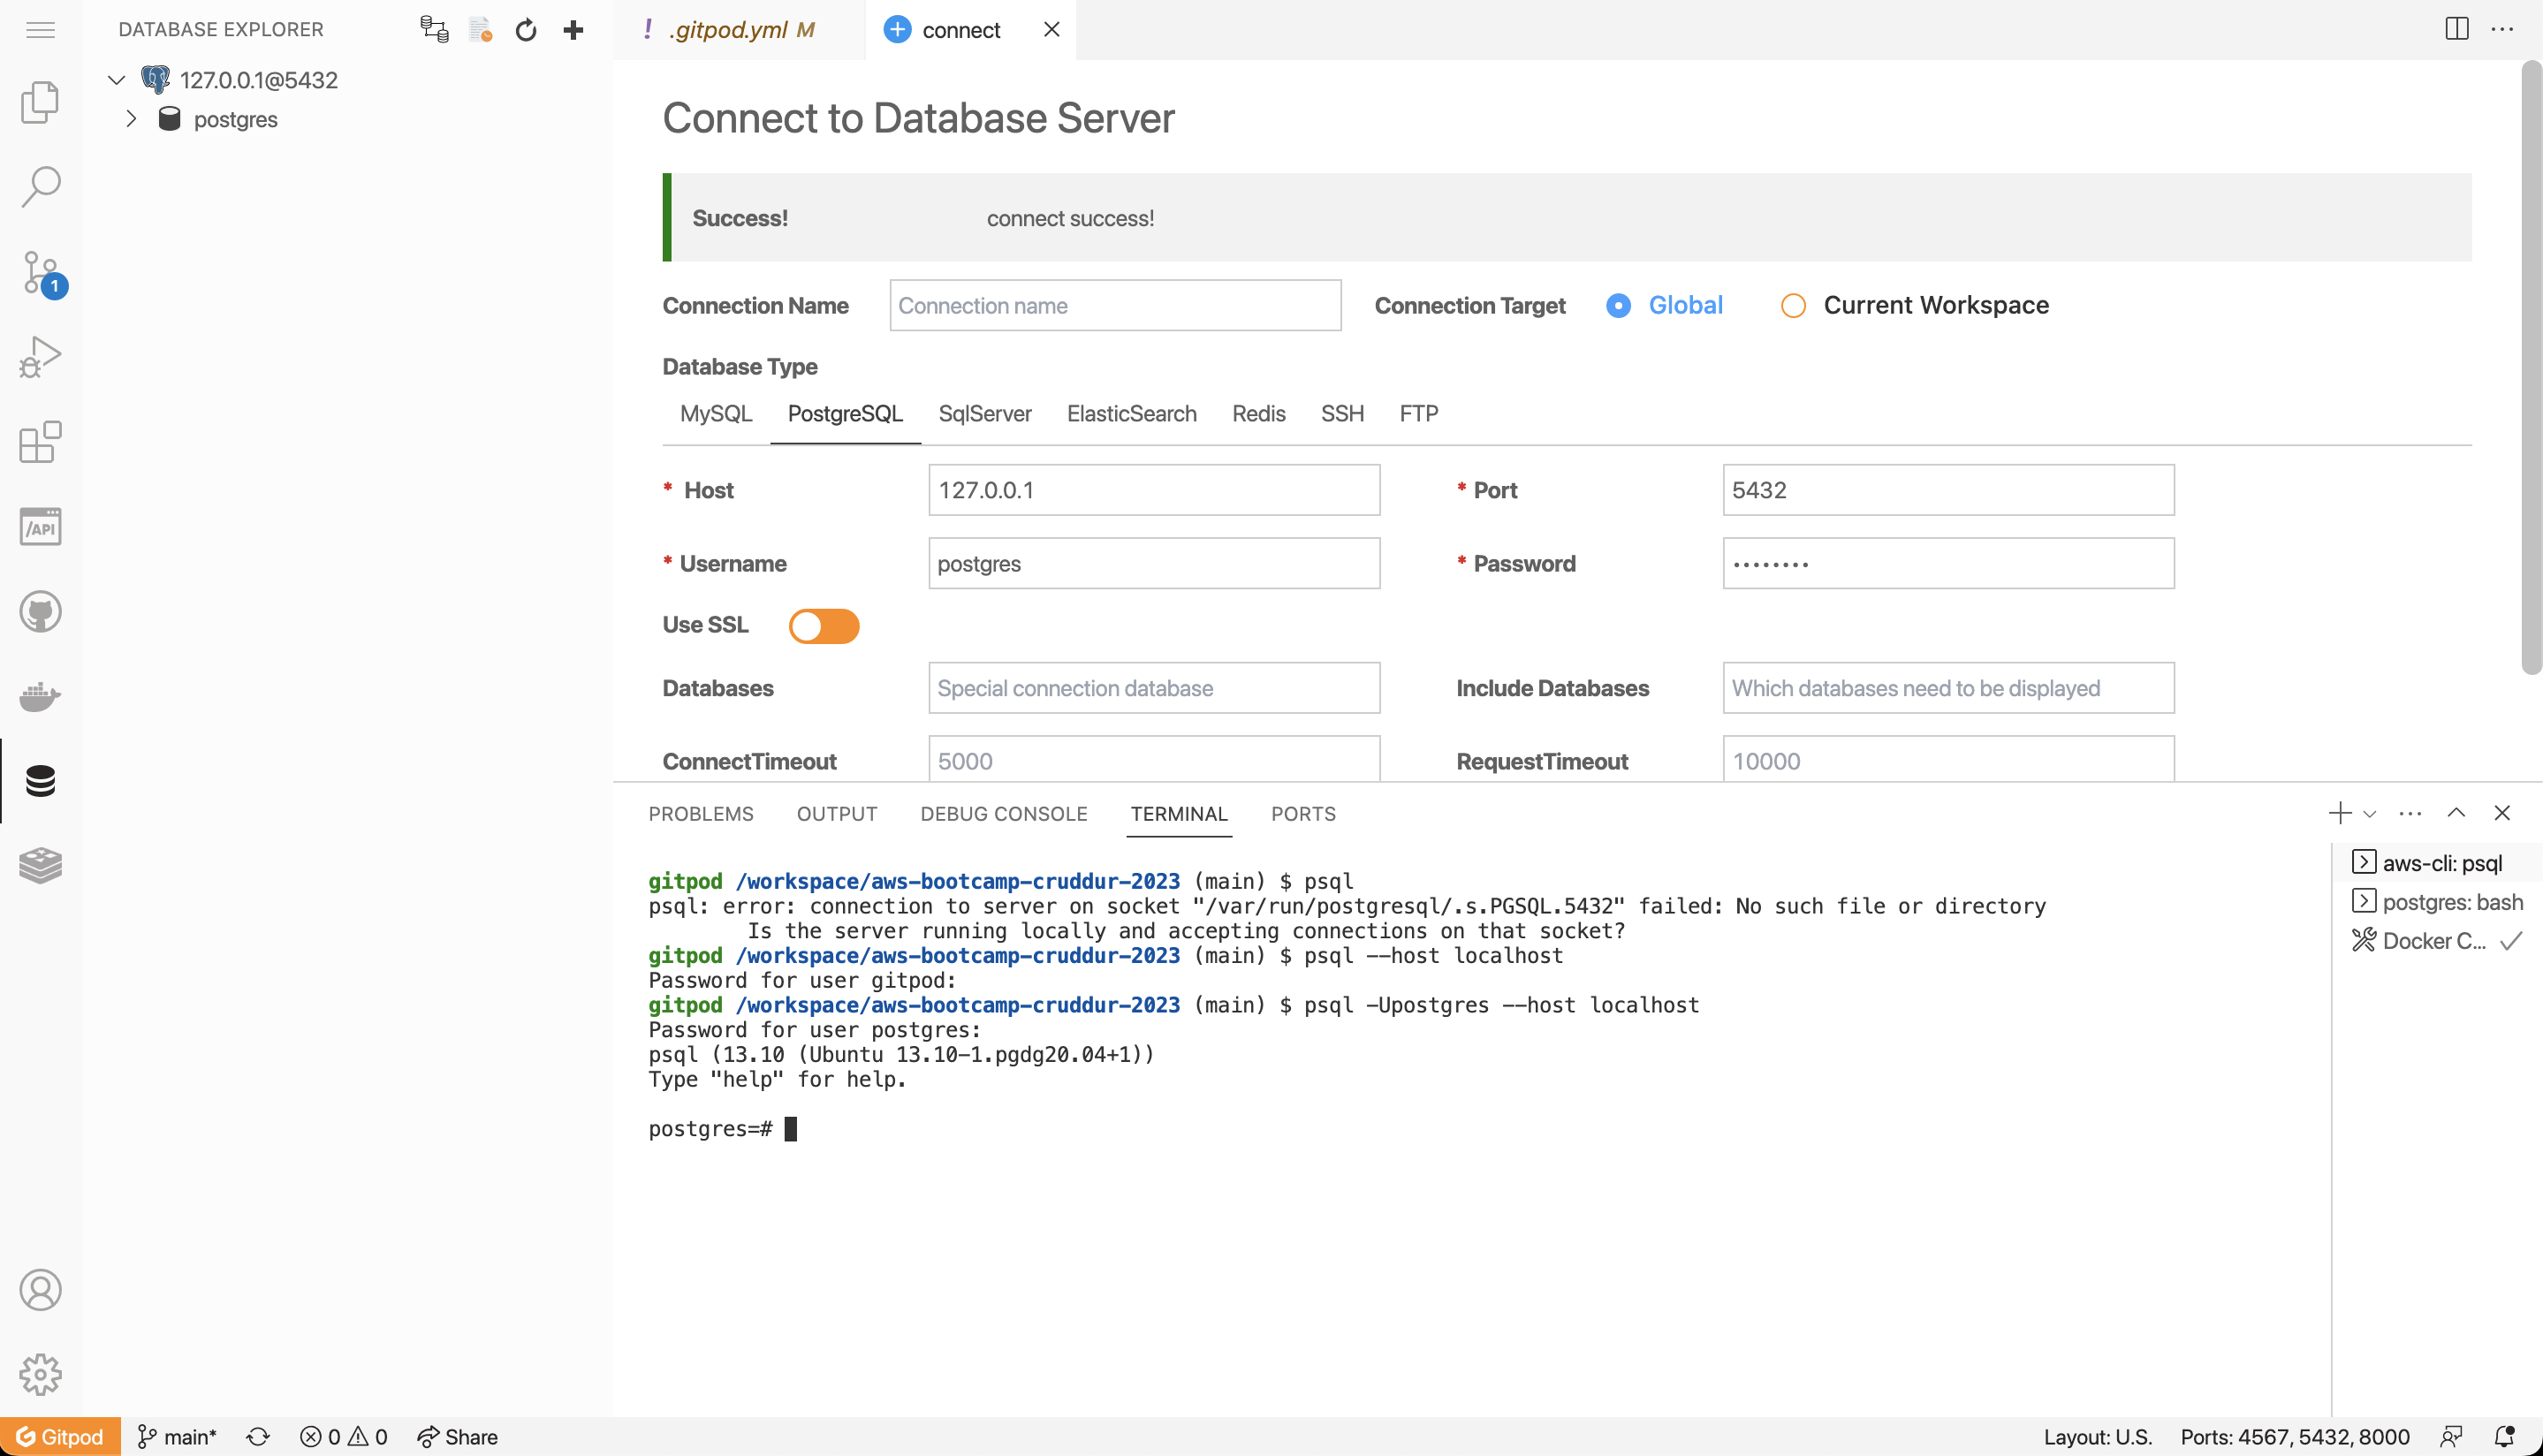 DATABASE EXPLORER
127.0.0.1@5432
postgres
1
/API
! .gitpod.yml M
connect
Connect to Database Server
Success! connect success!
Connection Name Connection name Connection Target Global Current Workspace
Database Type
MySQL PostgreSQL SqlServer ElasticSearch Redis SSH FTP
* Host 127.0.0.1 * Port 5432
* Username postgres * Password ········
Use SSL
Databases Special connection database Include Databases Which databases need to be displayed
ConnectTimeout 5000 RequestTimeout 10000
PROBLEMS OUTPUT DEBUG CONSOLE TERMINAL PORTS
gitpod /workspace/aws-bootcamp-cruddur-2023 (main) $ psql
psql: error: connection to server on socket "/var/run/postgresql/.s.PGSQL.5432" failed: No such file or directory
Is the server running locally and accepting connections on that socket?
gitpod /workspace/aws-bootcamp-cruddur-2023 (main) $ psql --host localhost
Password for user gitpod:
gitpod /workspace/aws-bootcamp-cruddur-2023 (main) $ psql -Upostgres --host localhost
Password for user postgres:
psql (13.10 (Ubuntu 13.10-1.pgdg20.04+1))
Type "help" for help.
postgres=#
aws-cli: psql
postgres: bash
Docker C...
Gitpod main* 0 0 Share Layout: U.S. Ports: 4567, 5432, 8000